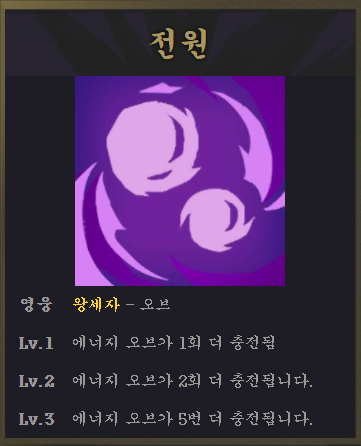 전원
영웅 왕세자 - 오브
Lv.1 에너지 오브가 1회 더 충전됨
Lv.2 에너지 오브가 2회 더 충전됩니다.
Lv.3 에너지 오브가 5번 더 충전됩니다.